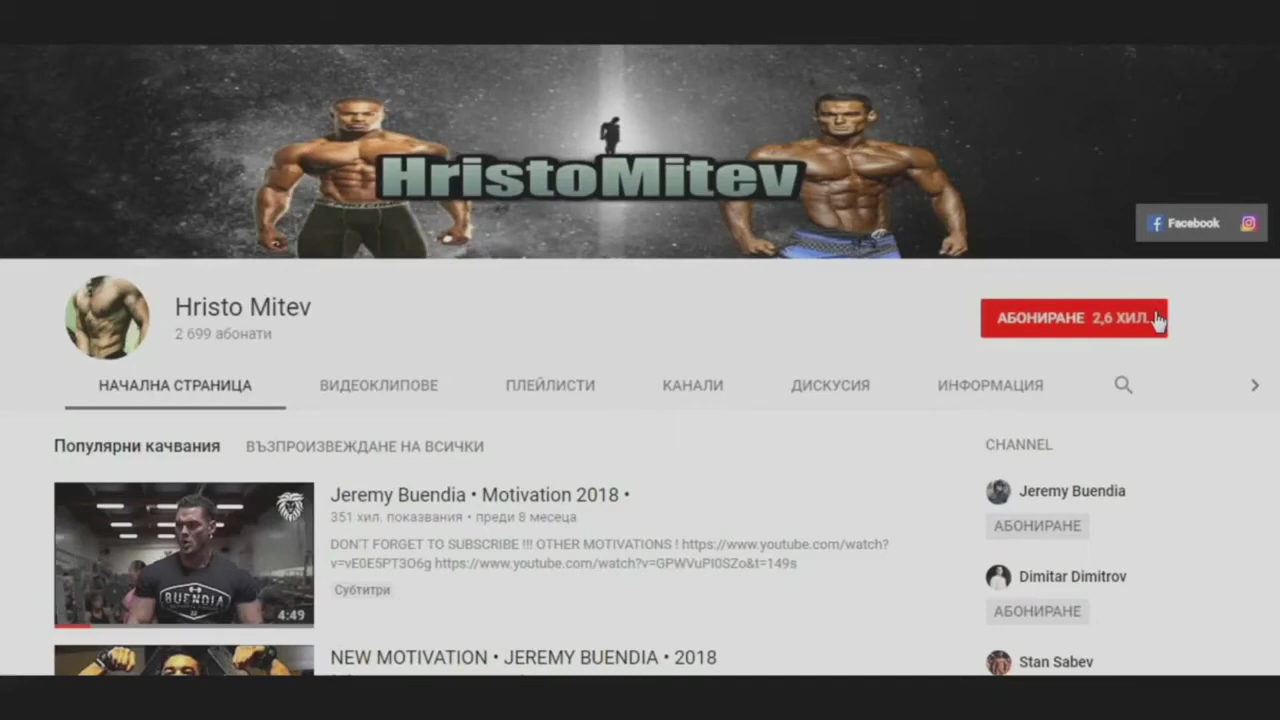 HristoMitev
Facebook
Hristo Mitev
2 699 абонати
АБОНИРАНЕ 2,6 ХИЛ.
НАЧАЛНА СТРАНИЦА
ВИДЕОКЛИПОВЕ
ПЛЕЙЛИСТИ
КАНАЛИ
ДИСКУСИЯ
ИНФОРМАЦИЯ
Популярни качвания
ВЪЗПРОИЗВЕЖДАНЕ НА ВСИЧКИ
Jeremy Buendia • Motivation 2018 •
351 хил. показвания • преди 8 месеца
DON'T FORGET TO SUBSCRIBE !!! OTHER MOTIVATIONS ! https://www.youtube.com/watch?
v=vE0E5PT3O6g https://www.youtube.com/watch?v=GPWVuPI0SZo&t=149s
Субтитри
BUENDIA
4:49
NEW MOTIVATION • JEREMY BUENDIA • 2018
CHANNEL
Jeremy Buendia
АБОНИРАНЕ
Dimitar Dimitrov
АБОНИРАНЕ
Stan Sabev